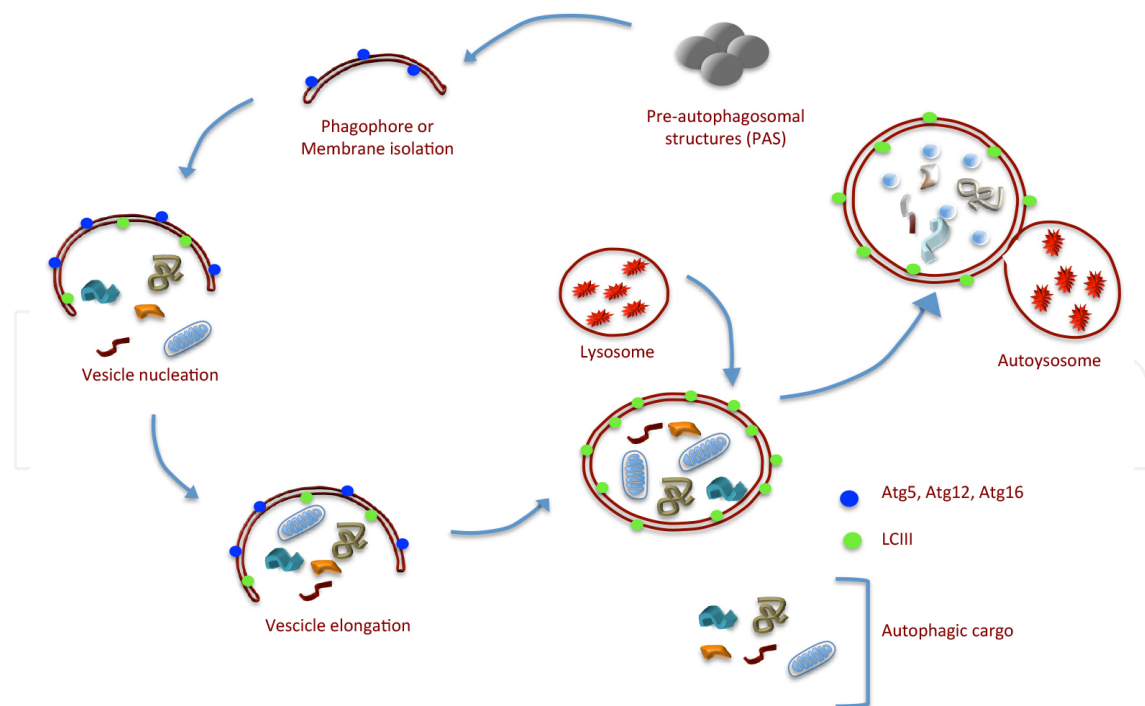 Pre-autophagosomal
structures (PAS)
Phagophore or
Membrane isolation
Vesicle nucleation
Lysosome
Autoysosome
Vescicle elongation
Atg5, Atg12, Atg16
LCIII
Autophagic cargo